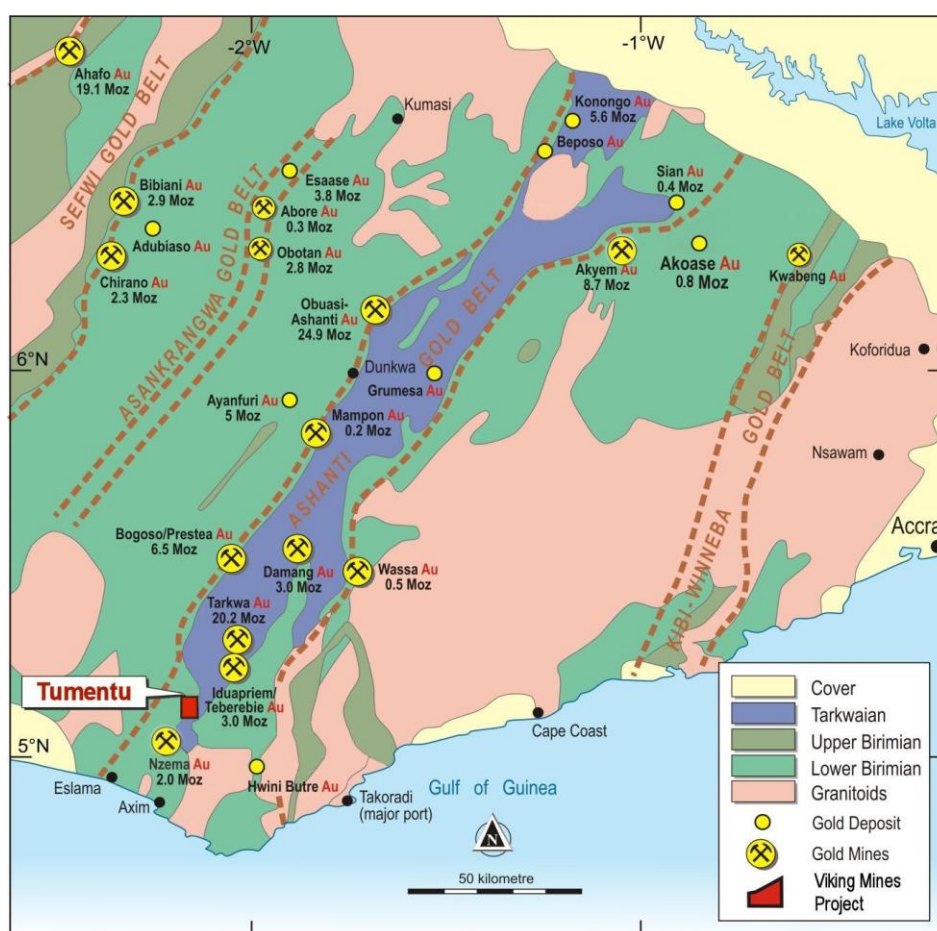 -2°W
-1°W
Ahafo Au
19.1 Moz
SEFWI GOLD BELT
Kumasi
Konongo Au
5.6 Moz
Beposo Au
Lake Volta
Bibiani Au
2.9 Moz
Adubiaso Au
Chirano Au
2.3 Moz
Esaase Au
3.8 Moz
Abore Au
0.3 Moz
Obotan Au
2.8 Moz
ASANKRANGWA GOLD BELT
Sian Au
0.4 Moz
Akyem Au
8.7 Moz
Akoase Au
0.8 Moz
Kwabeng Au
Obuasi-
Ashanti Au
24.9 Moz
6°N
Dunkwa
Grumesa Au
Koforidua
Ayanfuri Au
5 Moz
Mampon Au
0.2 Moz
ASHANTI GOLD BELT
Nsawam
Bogoso/Prestea Au
6.5 Moz
Damang Au
3.0 Moz
Wassa Au
0.5 Moz
Accra
KIBI-WINNEBA GOLD BELT
Tarkwa Au
20.2 Moz
Tumentu
Iduapriem/
Teberebie Au
3.0 Moz
5°N
Nzema Au
2.0 Moz
Eslama
Axim
Hwini Butre Au
Takoradi
(major port)
Cape Coast
Gulf of Guinea
50 kilometre
Cover
Tarkwaian
Upper Birimian
Lower Birimian
Granitoids
Gold Deposit
Gold Mines
Viking Mines
Project